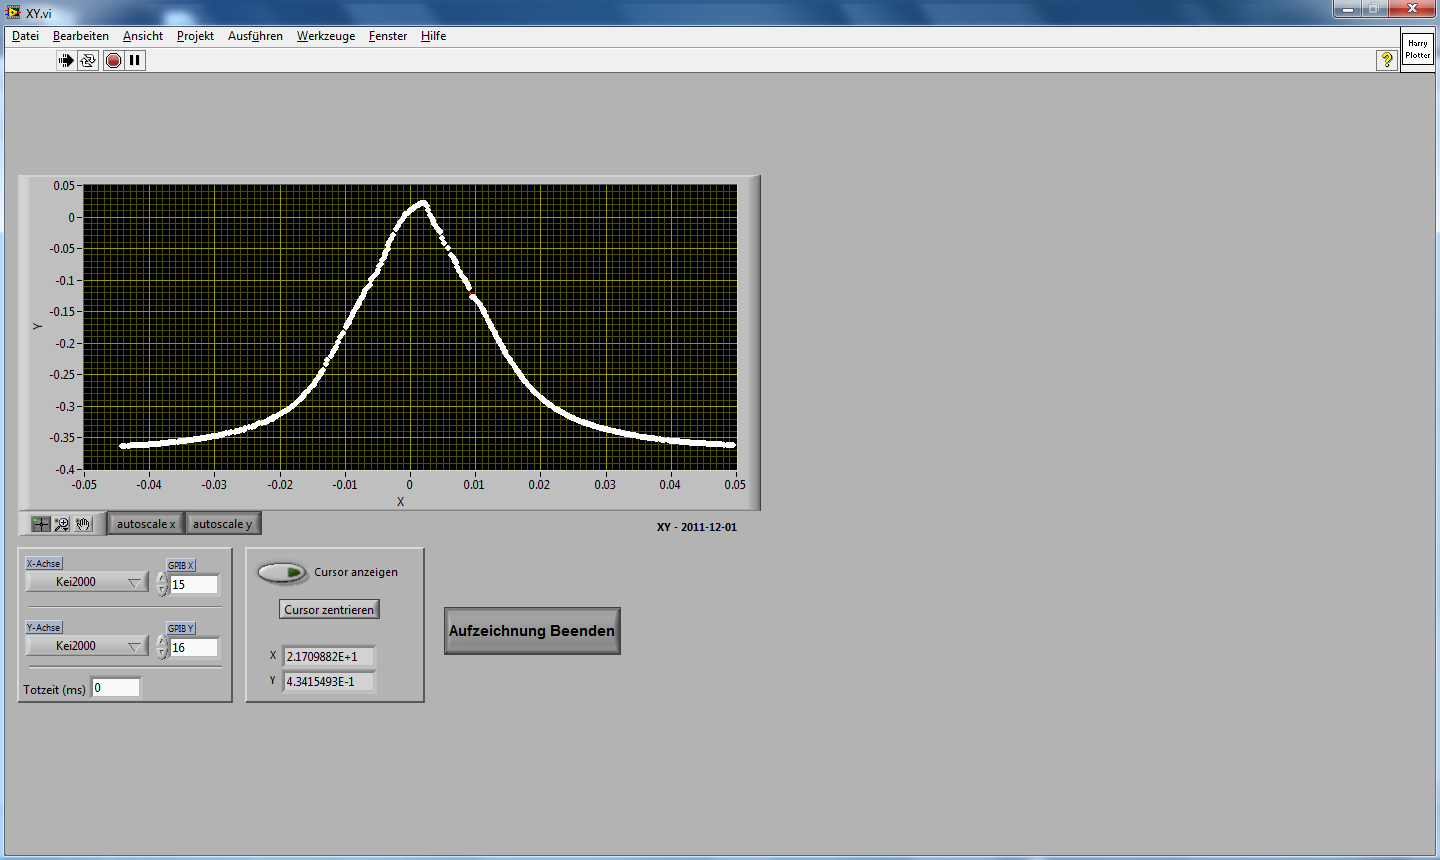 XY.vi
Datei Bearbeiten Ansicht Projekt Ausführen Werkzeuge Fenster Hilfe
?
Harry
Plotter
0.05
0
-0.05
-0.1
-0.15
-0.2
-0.25
-0.3
-0.35
-0.4
Y
-0.05 -0.04 -0.03 -0.02 -0.01 0 0.01 0.02 0.03 0.04 0.05
X
autoscale x autoscale y
XY - 2011-12-01
X-Achse GPIB X
Kei2000 15
Y-Achse GPIB Y
Kei2000 16
Totzeit (ms) 0
Cursor anzeigen
Cursor zentrieren
X 2.1709882E+1
Y 4.3415493E-1
Aufzeichnung Beenden